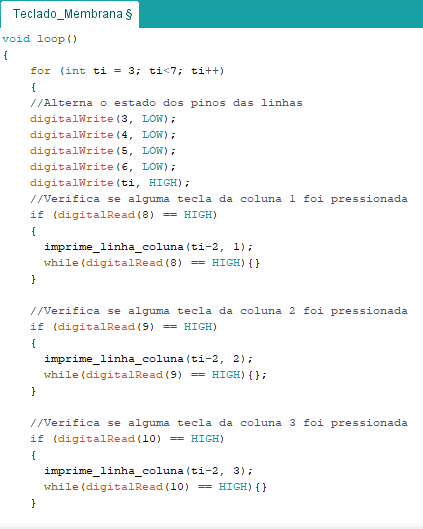 Teclado_Membrana §
void loop()
{
for (int ti = 3; ti<7; ti++)
{
//Alterna o estado dos pinos das linhas
digitalWrite(3, LOW);
digitalWrite(4, LOW);
digitalWrite(5, LOW);
digitalWrite(6, LOW);
digitalWrite(ti, HIGH);
//Verifica se alguma tecla da coluna 1 foi pressionada
if (digitalRead(8) == HIGH)
{
imprime_linha_coluna(ti-2, 1);
while(digitalRead(8) == HIGH){}
}
//Verifica se alguma tecla da coluna 2 foi pressionada
if (digitalRead(9) == HIGH)
{
imprime_linha_coluna(ti-2, 2);
while(digitalRead(9) == HIGH){};
}
//Verifica se alguma tecla da coluna 3 foi pressionada
if (digitalRead(10) == HIGH)
{
imprime_linha_coluna(ti-2, 3);
while(digitalRead(10) == HIGH){}
}